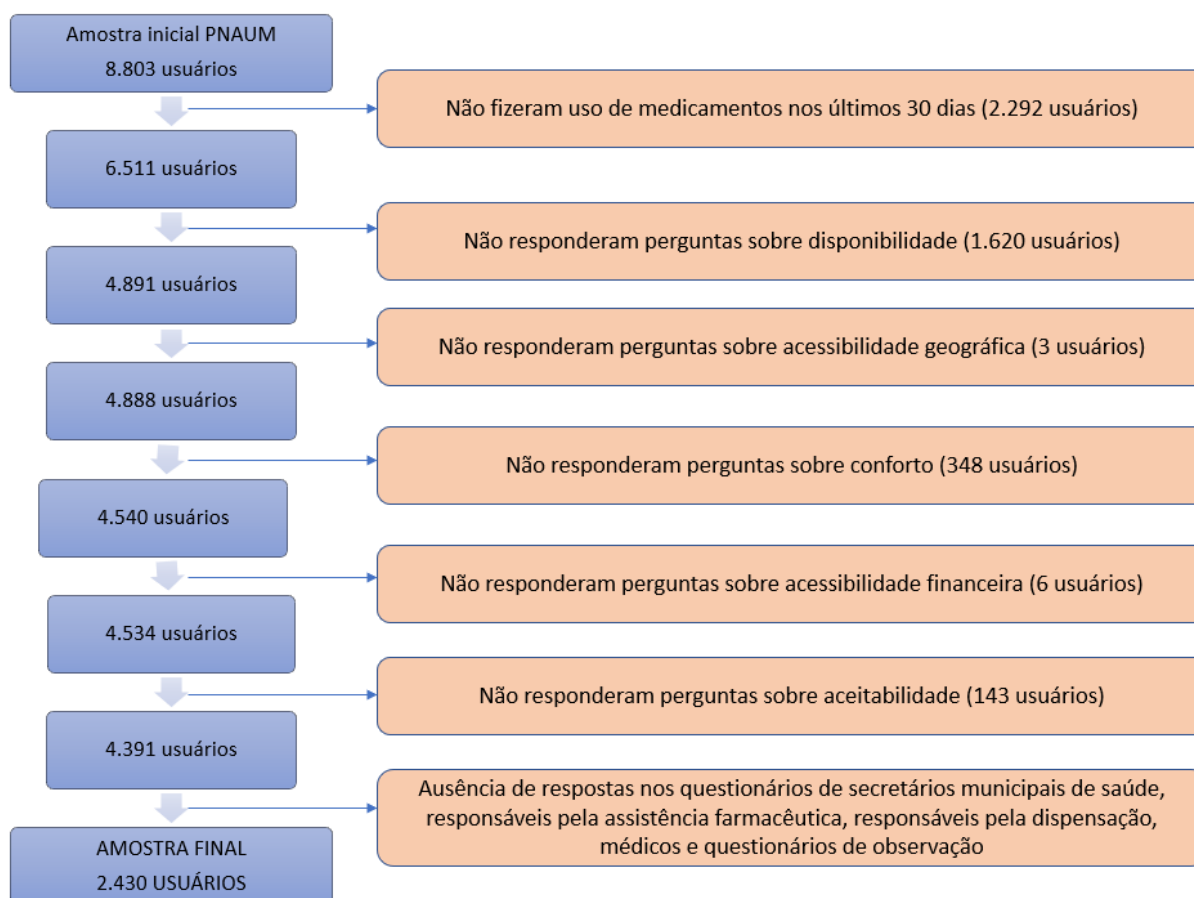 Amostra inicial PNAUM
8.803 usuários
Não fizeram uso de medicamentos nos últimos 30 dias (2.292 usuários)
6.511 usuários
Não responderam perguntas sobre disponibilidade (1.620 usuários)
4.891 usuários
Não responderam perguntas sobre acessibilidade geográfica (3 usuários)
4.888 usuários
Não responderam perguntas sobre conforto (348 usuários)
4.540 usuários
Não responderam perguntas sobre acessibilidade financeira (6 usuários)
4.534 usuários
Não responderam perguntas sobre aceitabilidade (143 usuários)
4.391 usuários
Ausência de respostas nos questionários de secretários municipais de saúde,
responsáveis pela assistência farmacêutica, responsáveis pela dispensação,
médicos e questionários de observação
AMOSTRA FINAL
2.430 USUÁRIOS